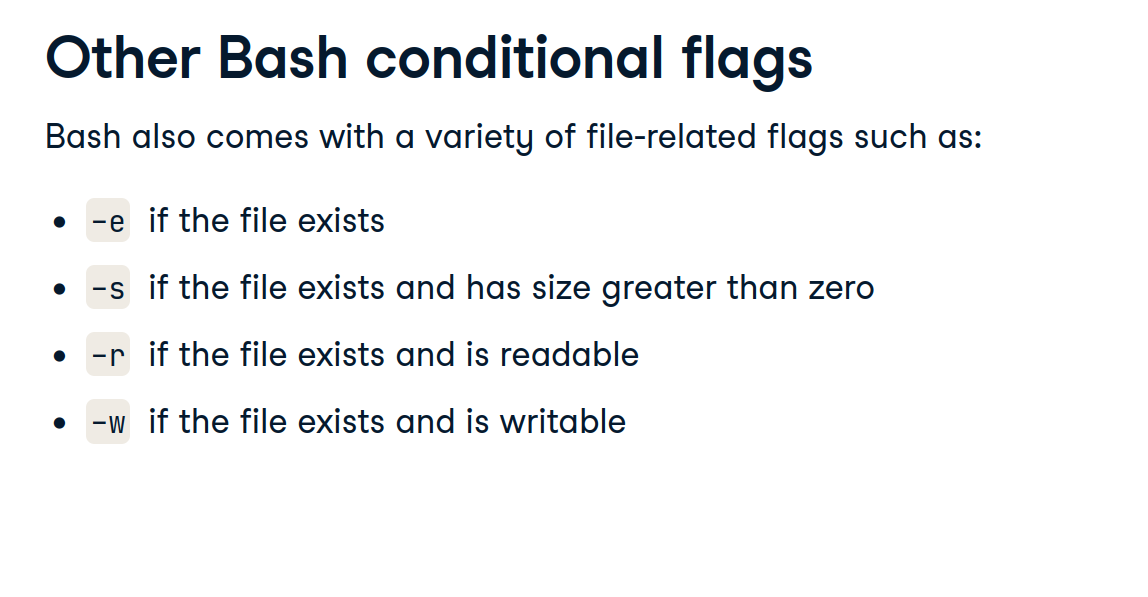 Other Bash conditional flags
Bash also comes with a variety of file-related flags such as:
• -e if the file exists
• -s if the file exists and has size greater than zero
• -r if the file exists and is readable
• -w if the file exists and is writable